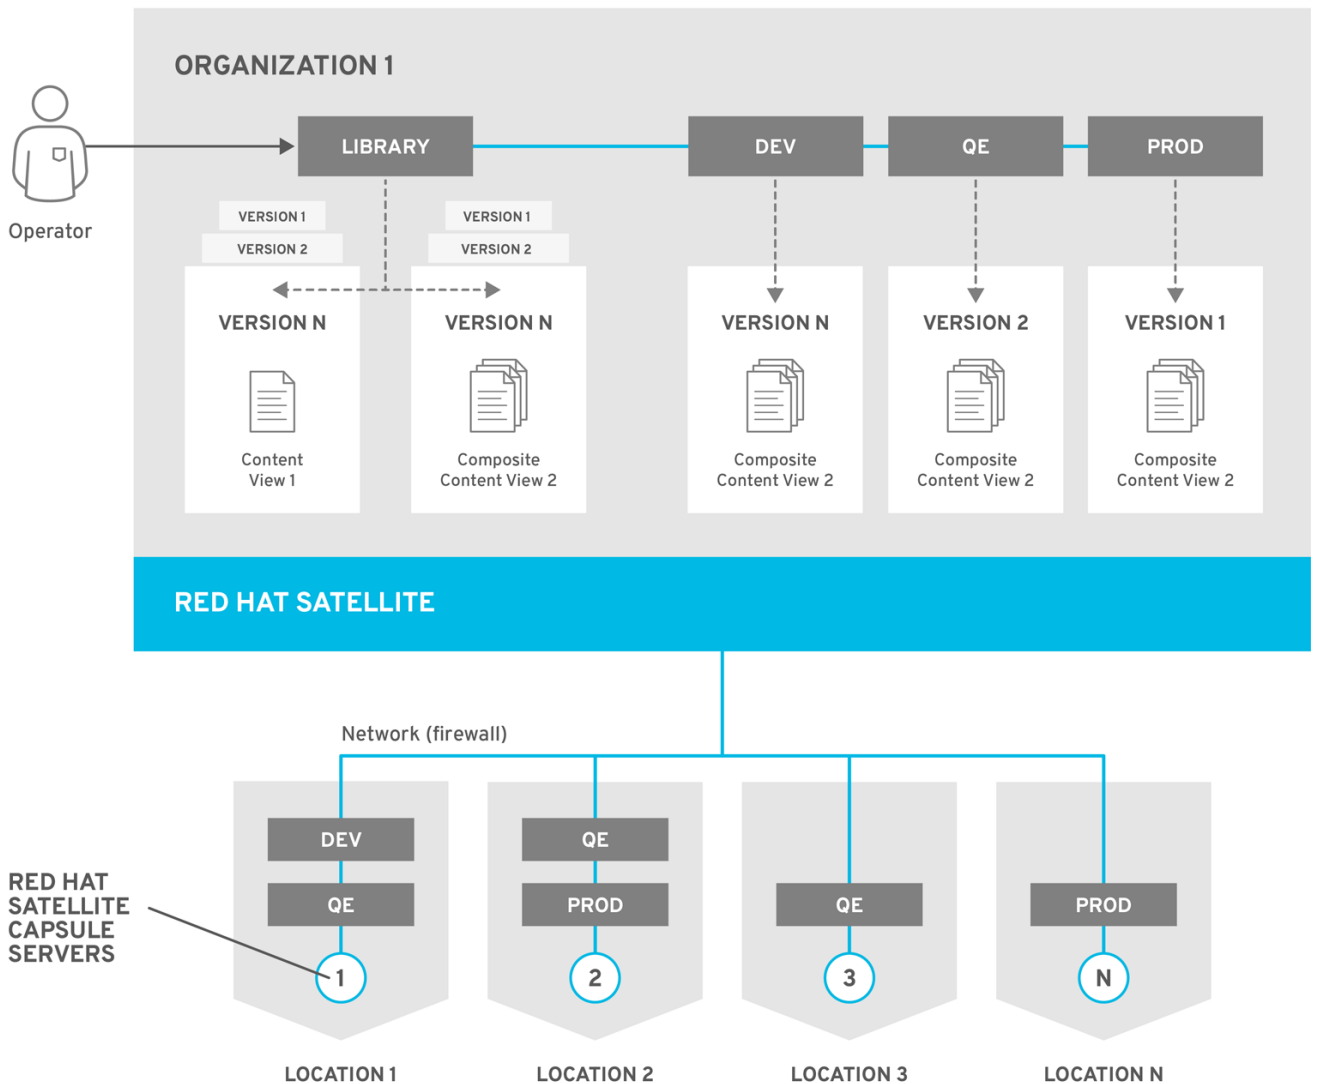 ORGANIZATION 1
LIBRARY
DEV
QE
PROD
Operator
VERSION 1
VERSION 2
VERSION N
Content
View 1
VERSION 1
VERSION 2
VERSION N
Composite
Content View 2
VERSION N
Composite
Content View 2
VERSION 2
Composite
Content View 2
VERSION 1
Composite
Content View 2
RED HAT SATELLITE
Network (firewall)
RED HAT
SATELLITE
CAPSULE
SERVERS
DEV
QE
1
LOCATION 1
QE
PROD
2
LOCATION 2
QE
3
LOCATION 3
PROD
N
LOCATION N